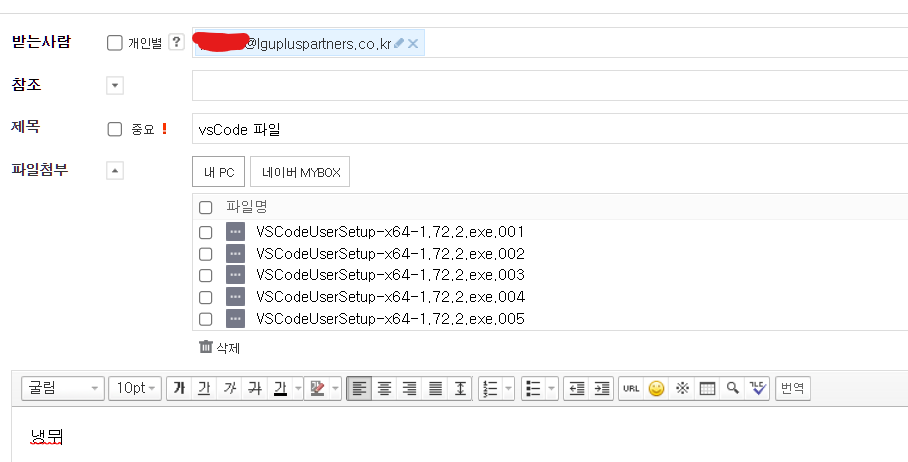 받는사람 개인별 ? @lgupluspartners.co.kr
참조
제목 중요 ! vsCode 파일
파일첨부 내 PC 네이버 MYBOX
파일명
VSCodeUserSetup-x64-1.72.2.exe.001
VSCodeUserSetup-x64-1.72.2.exe.002
VSCodeUserSetup-x64-1.72.2.exe.003
VSCodeUserSetup-x64-1.72.2.exe.004
VSCodeUserSetup-x64-1.72.2.exe.005
삭제
굴림 10pt 가 가 가 가 가 URL 번역
냉뮈